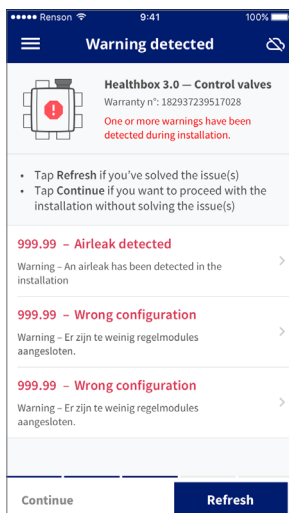 Renson 9:41 100%
Warning detected
Healthbox 3.0 — Control valves
Warranty n°: 182937239517028
One or more warnings have been
detected during installation.
• Tap Refresh if you've solved the issue(s)
• Tap Continue if you want to proceed with the
installation without solving the issue(s)
999.99 – Airleak detected
Warning – An airleak has been detected in the
installation
999.99 – Wrong configuration
Warning – Er zijn te weinig regelmodules
aangesloten.
999.99 – Wrong configuration
Warning – Er zijn te weinig regelmodules
aangesloten.
Continue Refresh